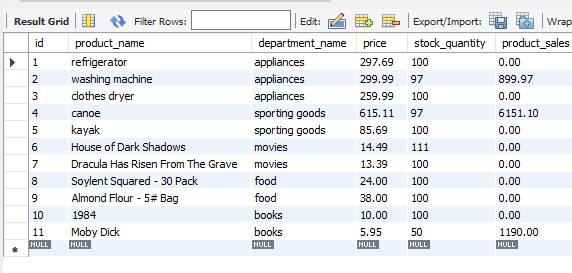 Result Grid Filter Rows: Edit: Export/Import: Wrap
id product_name department_name price stock_quantity product_sales
1 refrigerator appliances 297.69 100 0.00
2 washing machine appliances 299.99 97 899.97
3 clothes dryer appliances 259.99 100 0.00
4 canoe sporting goods 615.11 97 6151.10
5 kayak sporting goods 85.69 100 0.00
6 House of Dark Shadows movies 14.49 111 0.00
7 Dracula Has Risen From The Grave movies 13.39 100 0.00
8 Soylent Squared - 30 Pack food 24.00 100 0.00
9 Almond Flour - 5# Bag food 38.00 100 0.00
10 1984 books 10.00 100 0.00
11 Moby Dick books 5.95 50 1190.00
NULL NULL NULL NULL NULL NULL